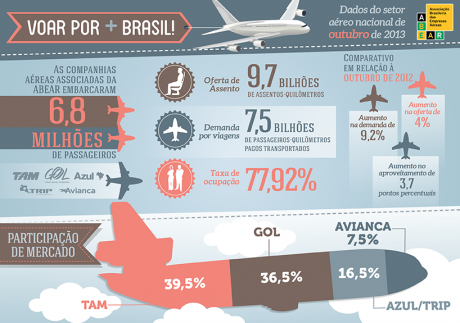 VOAR POR + BRASIL!
Dados do setor
aéreo nacional de
outubro de 2013
ABEAR
Associação
Brasileira
das
Empresas
Aéreas
AS COMPANHIAS
AÉREAS ASSOCIADAS DA
ABEAR EMBARCARAM
6,8
MILHÕES
DE PASSAGEIROS
TAM GOL Azul
TRIP Avianca
Oferta de
Assento
9,7 BILHÕES
DE ASSENTOS-QUILÔMETROS
Demanda
por viagens
7,5 BILHÕES
DE PASSAGEIROS-QUILÔMETROS
PAGOS TRANSPORTADOS
Taxa de
ocupação
77,92%
COMPARATIVO
EM RELAÇÃO À
OUTUBRO DE 2012
Aumento
na demanda de
9,2%
Aumento
na oferta de
4%
Aumento no
aproveitamento de
3,7
pontos percentuais
PARTICIPAÇÃO
DE MERCADO
TAM
39,5%
GOL
36,5%
AVIANCA
7,5%
16,5%
AZUL/TRIP